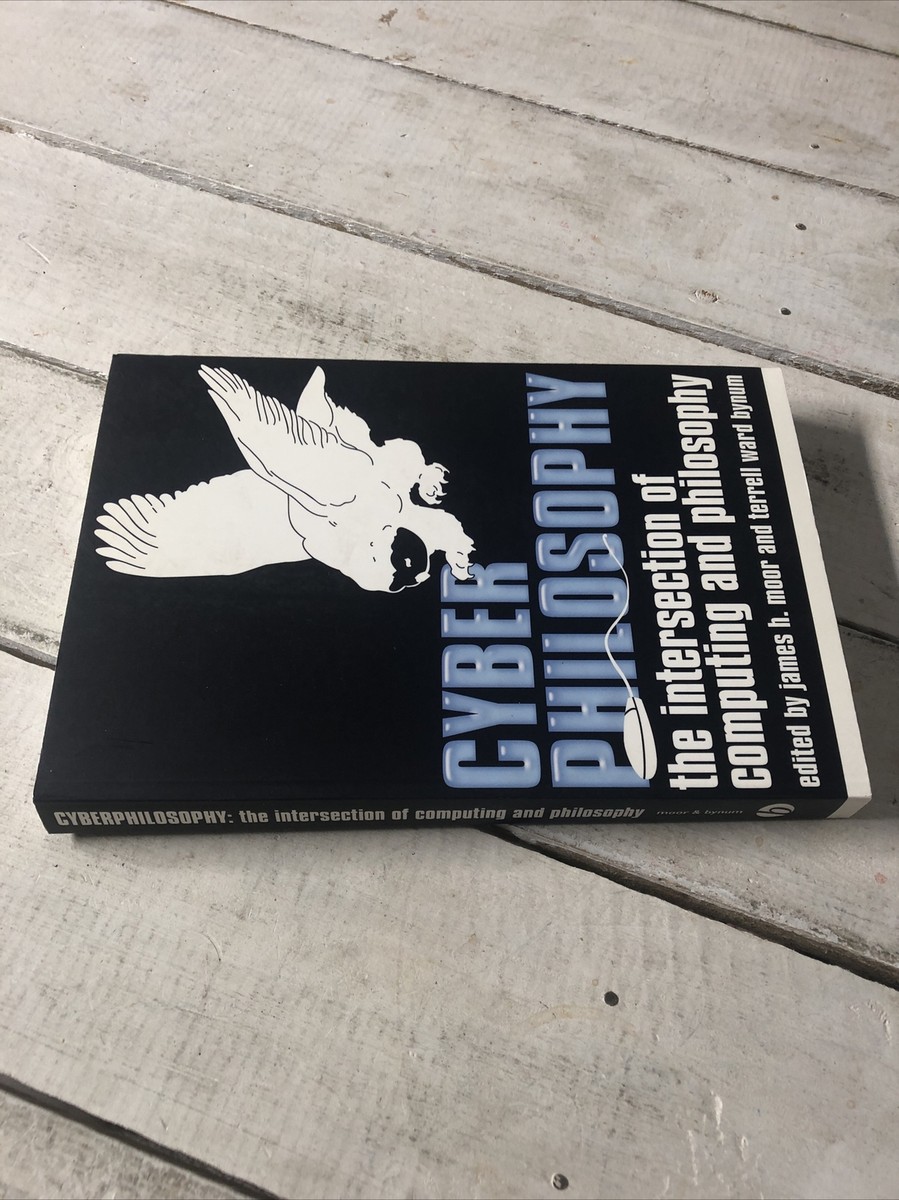 CYBER
PHILOSOPHY
the intersection of
computing and philosophy
edited by james h. moor and terrell ward bynum
CYBERPHILOSOPHY: the intersection of computing and philosophy moor & bynum